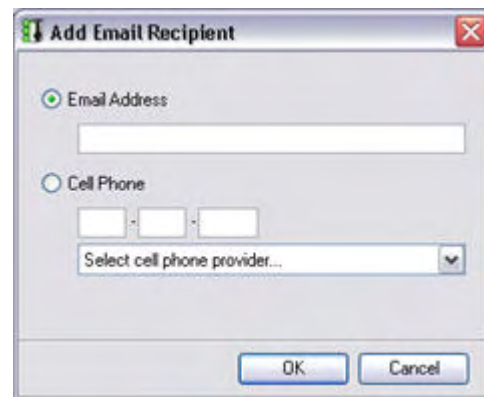 Add Email Recipient
Email Address
Cell Phone
- -
Select cell phone provider...
OK Cancel